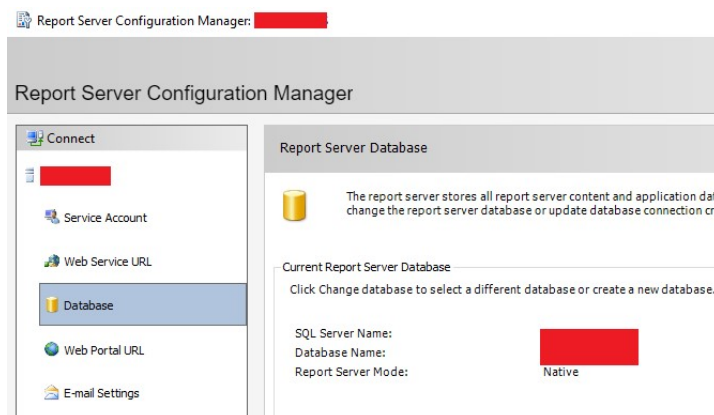 Report Server Configuration Manager:
Report Server Configuration Manager
Connect
Report Server Database
Service Account
The report server stores all report server content and application
change the report server database or update database connection
Web Service URL
Current Report Server Database
Click Change database to select a different database or create a new database.
Database
SQL Server Name:
Database Name:
Web Portal URL
Report Server Mode: Native
E-mail Settings